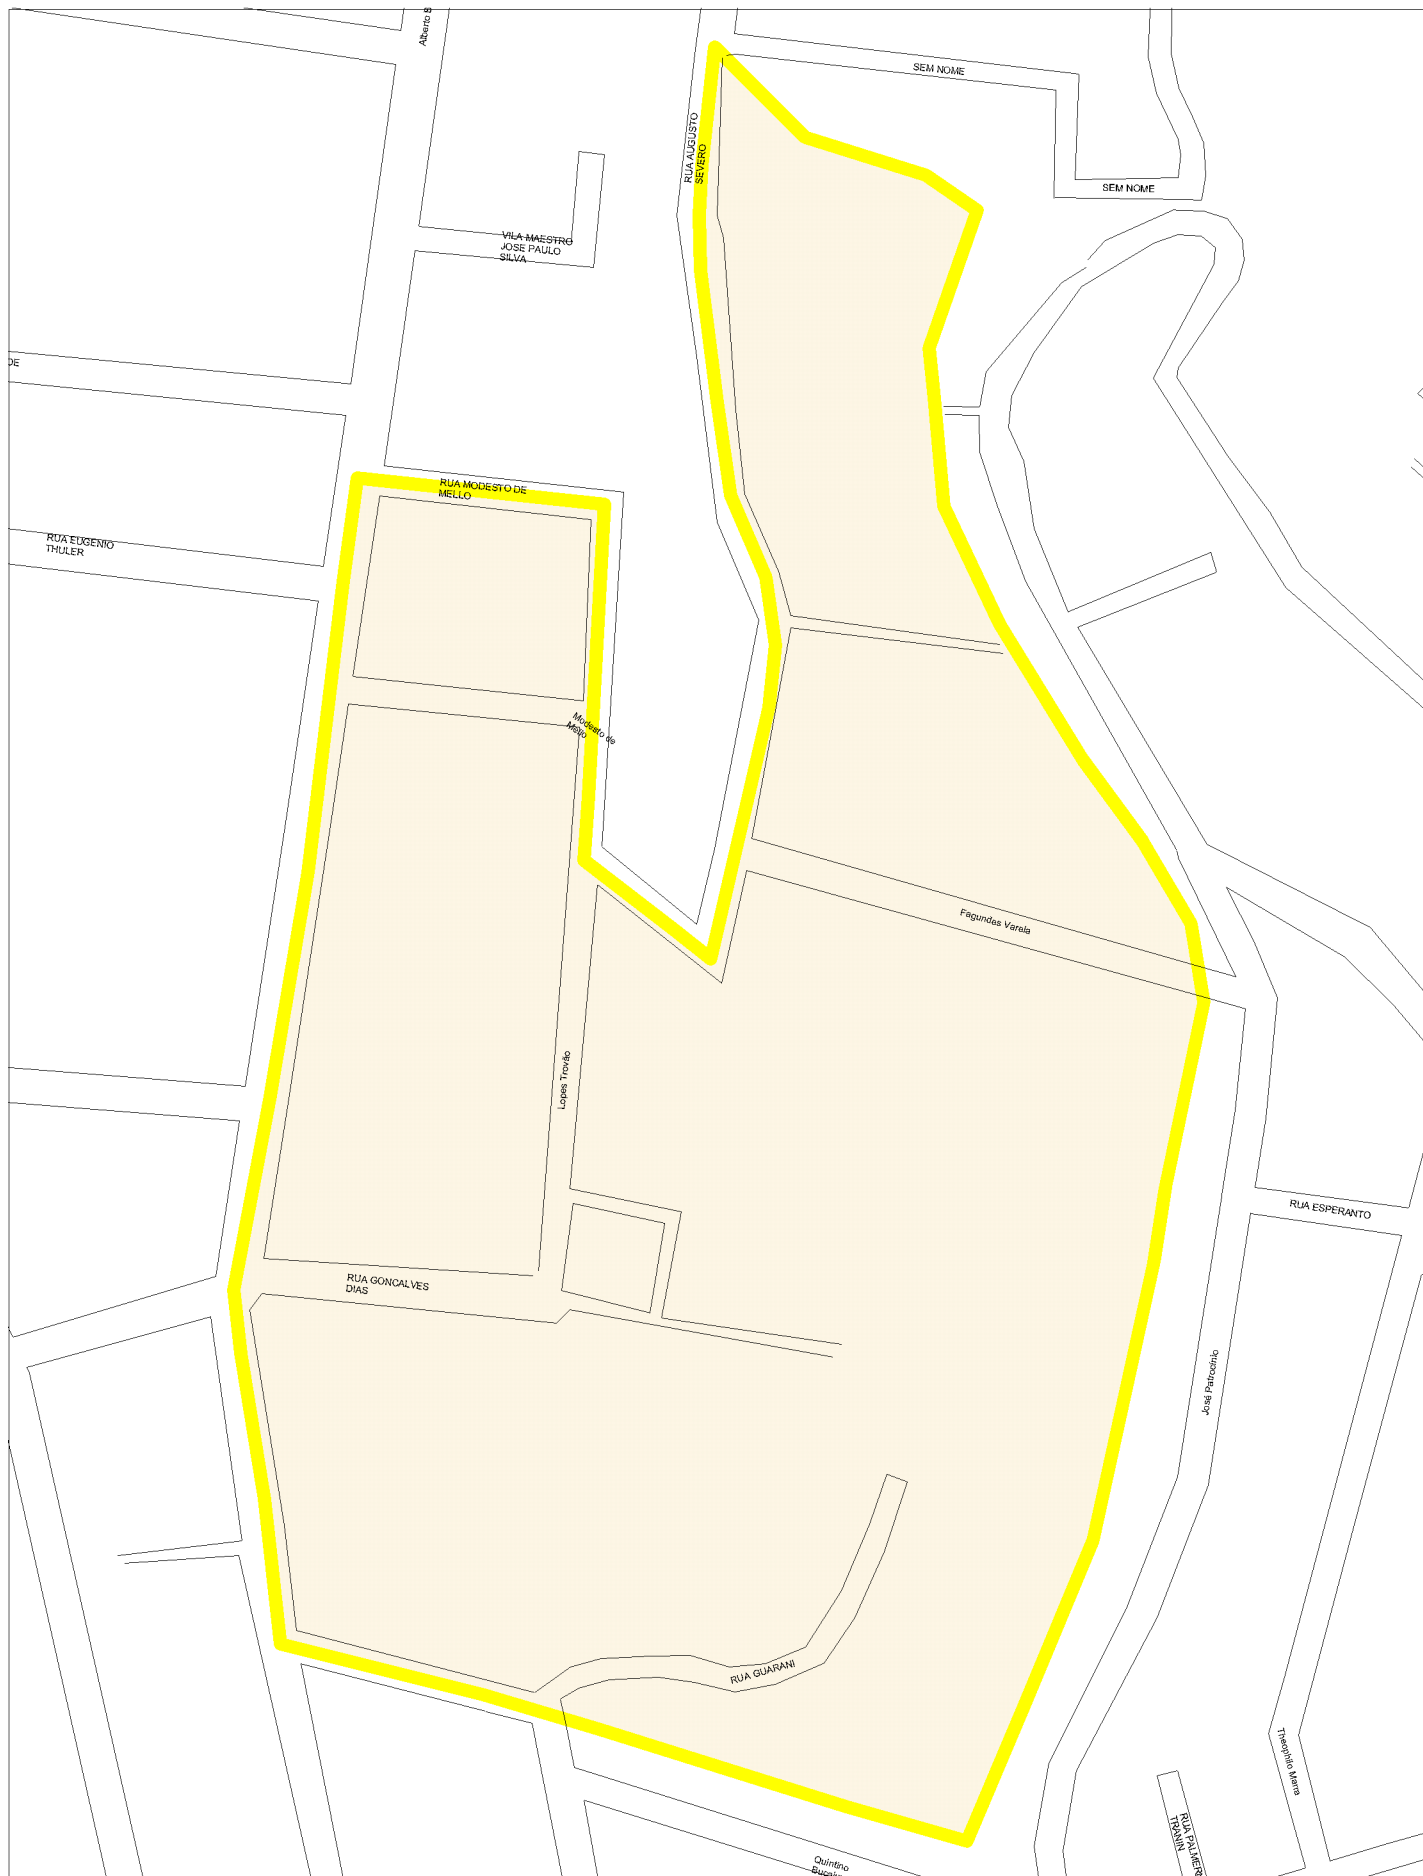 Alberto B
SEM NOME
RUA AUGUSTO
SEVERO
SEM NOME
VILA MAESTRO
JOSE PAULO
SILVA
DE
RUA MODESTO DE
MELLO
RUA EUGENIO
THULER
Modesto de
Mello
Fagundes Varela
Lopes Trovão
RUA ESPERANTO
RUA GONCALVES
DIAS
José Patrocínio
RUA GUARANI
Theophilo Marra
RUA PALMER
TRANIN
Quintino